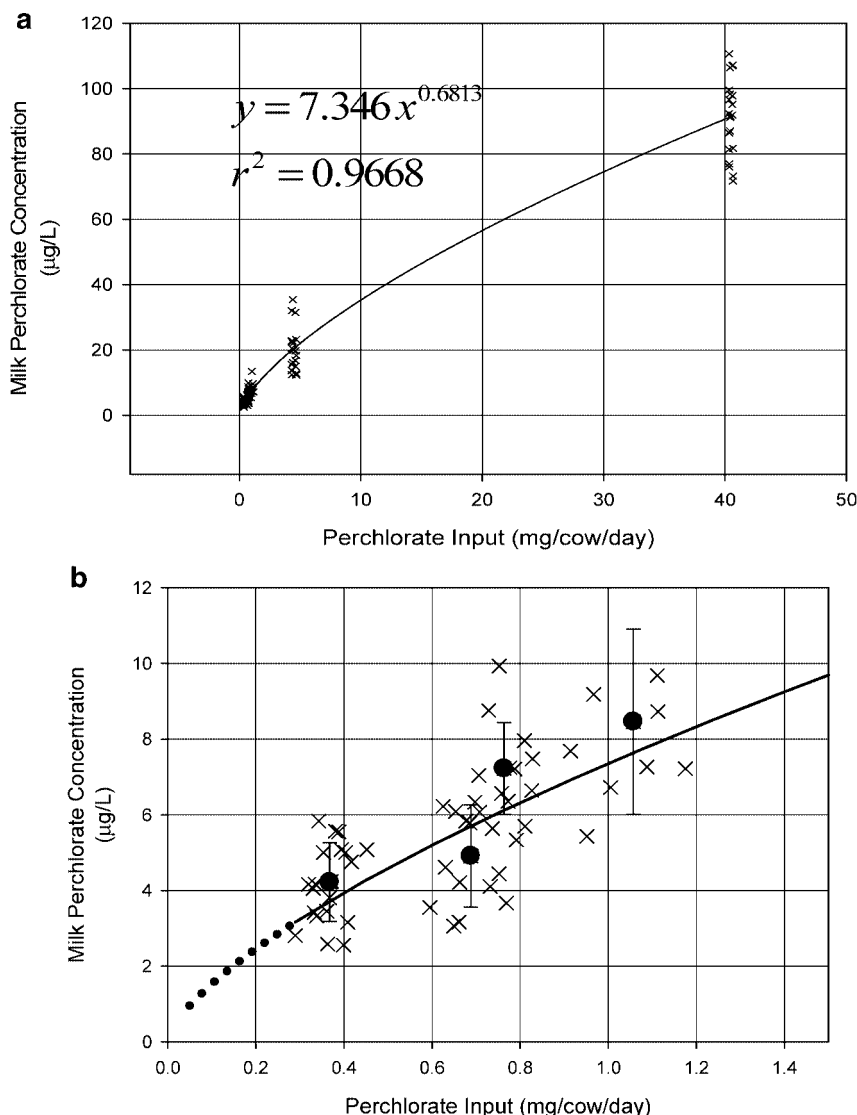 a
120
100
80
60
40
20
0
Milk Perchlorate Concentration
(µg/L)
y = 7.346x^0.6813
r² = 0.9668
0 10 20 30 40 50
Perchlorate Input (mg/cow/day)
b
12
10
8
6
4
2
0
Milk Perchlorate Concentration
(µg/L)
0.0 0.2 0.4 0.6 0.8 1.0 1.2 1.4
Perchlorate Input (mg/cow/day)